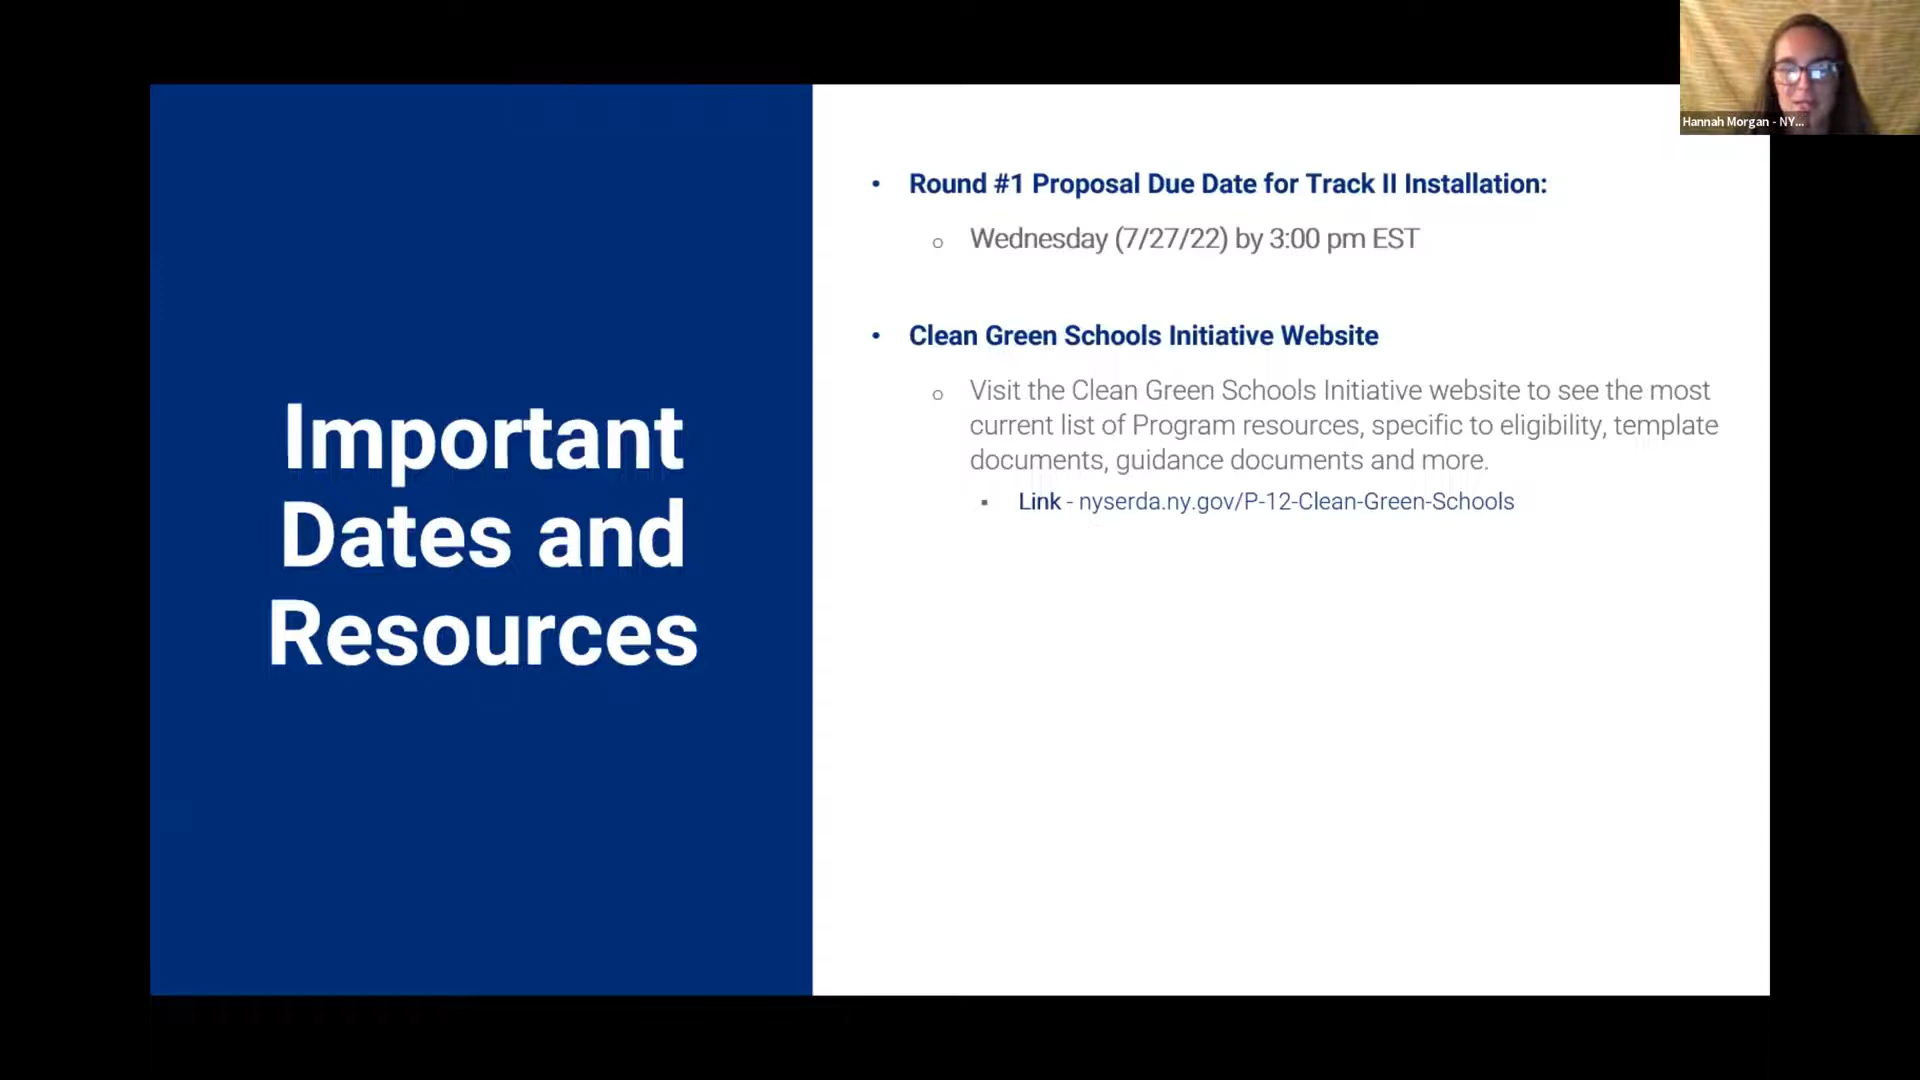 Hannah Morgan - NY...
Important
Dates and
Resources
• Round #1 Proposal Due Date for Track II Installation:
o Wednesday (7/27/22) by 3:00 pm EST
• Clean Green Schools Initiative Website
o Visit the Clean Green Schools Initiative website to see the most
current list of Program resources, specific to eligibility, template
documents, guidance documents and more.
▪ Link - nyserda.ny.gov/P-12-Clean-Green-Schools